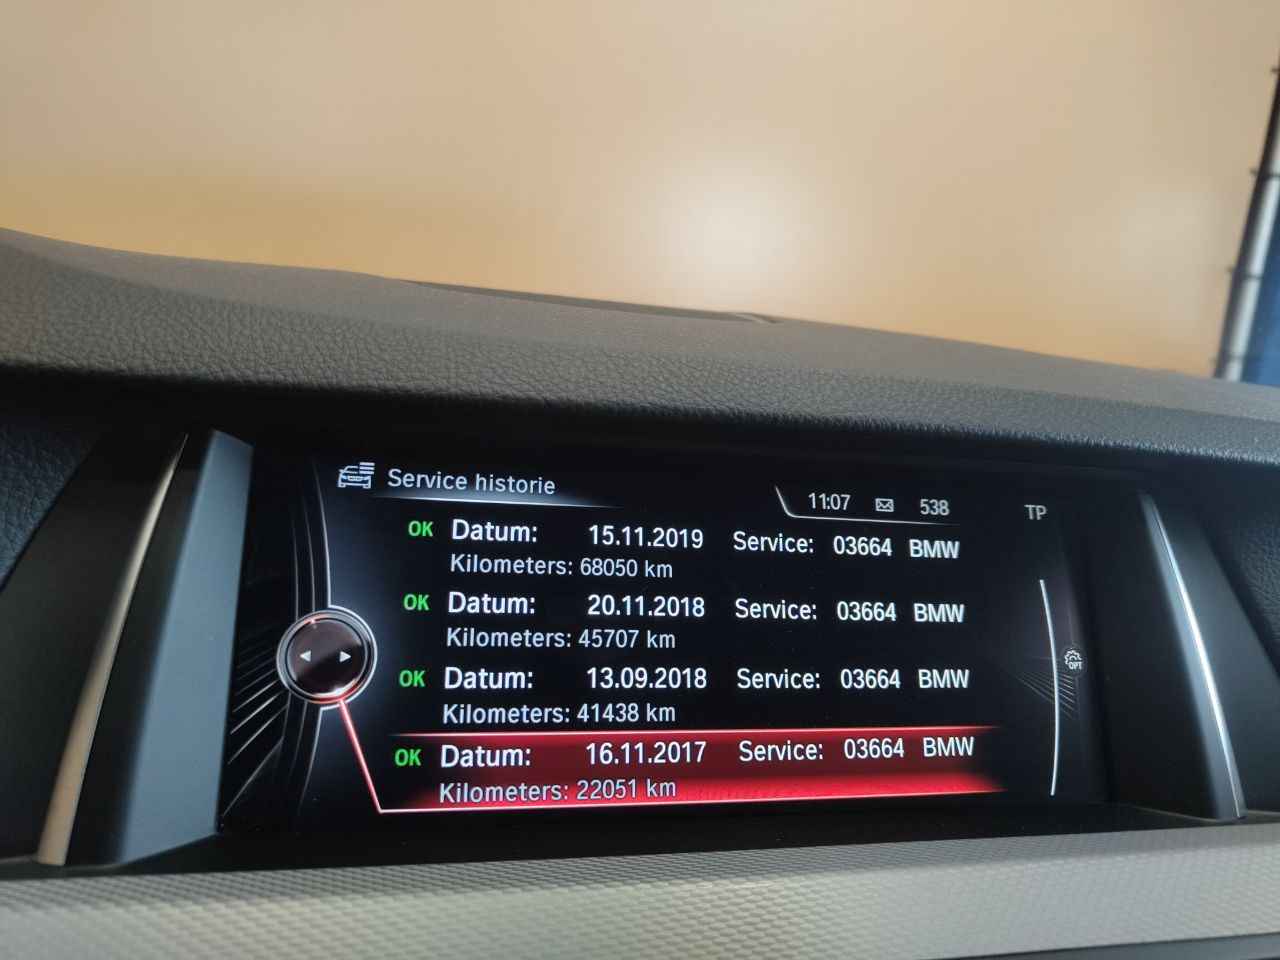 Service historie
11:07 538 TP
OK Datum: 15.11.2019 Service: 03664 BMW
Kilometers: 68050 km
OK Datum: 20.11.2018 Service: 03664 BMW
Kilometers: 45707 km
OK Datum: 13.09.2018 Service: 03664 BMW
Kilometers: 41438 km
OPT
OK Datum: 16.11.2017 Service: 03664 BMW
Kilometers: 22051 km